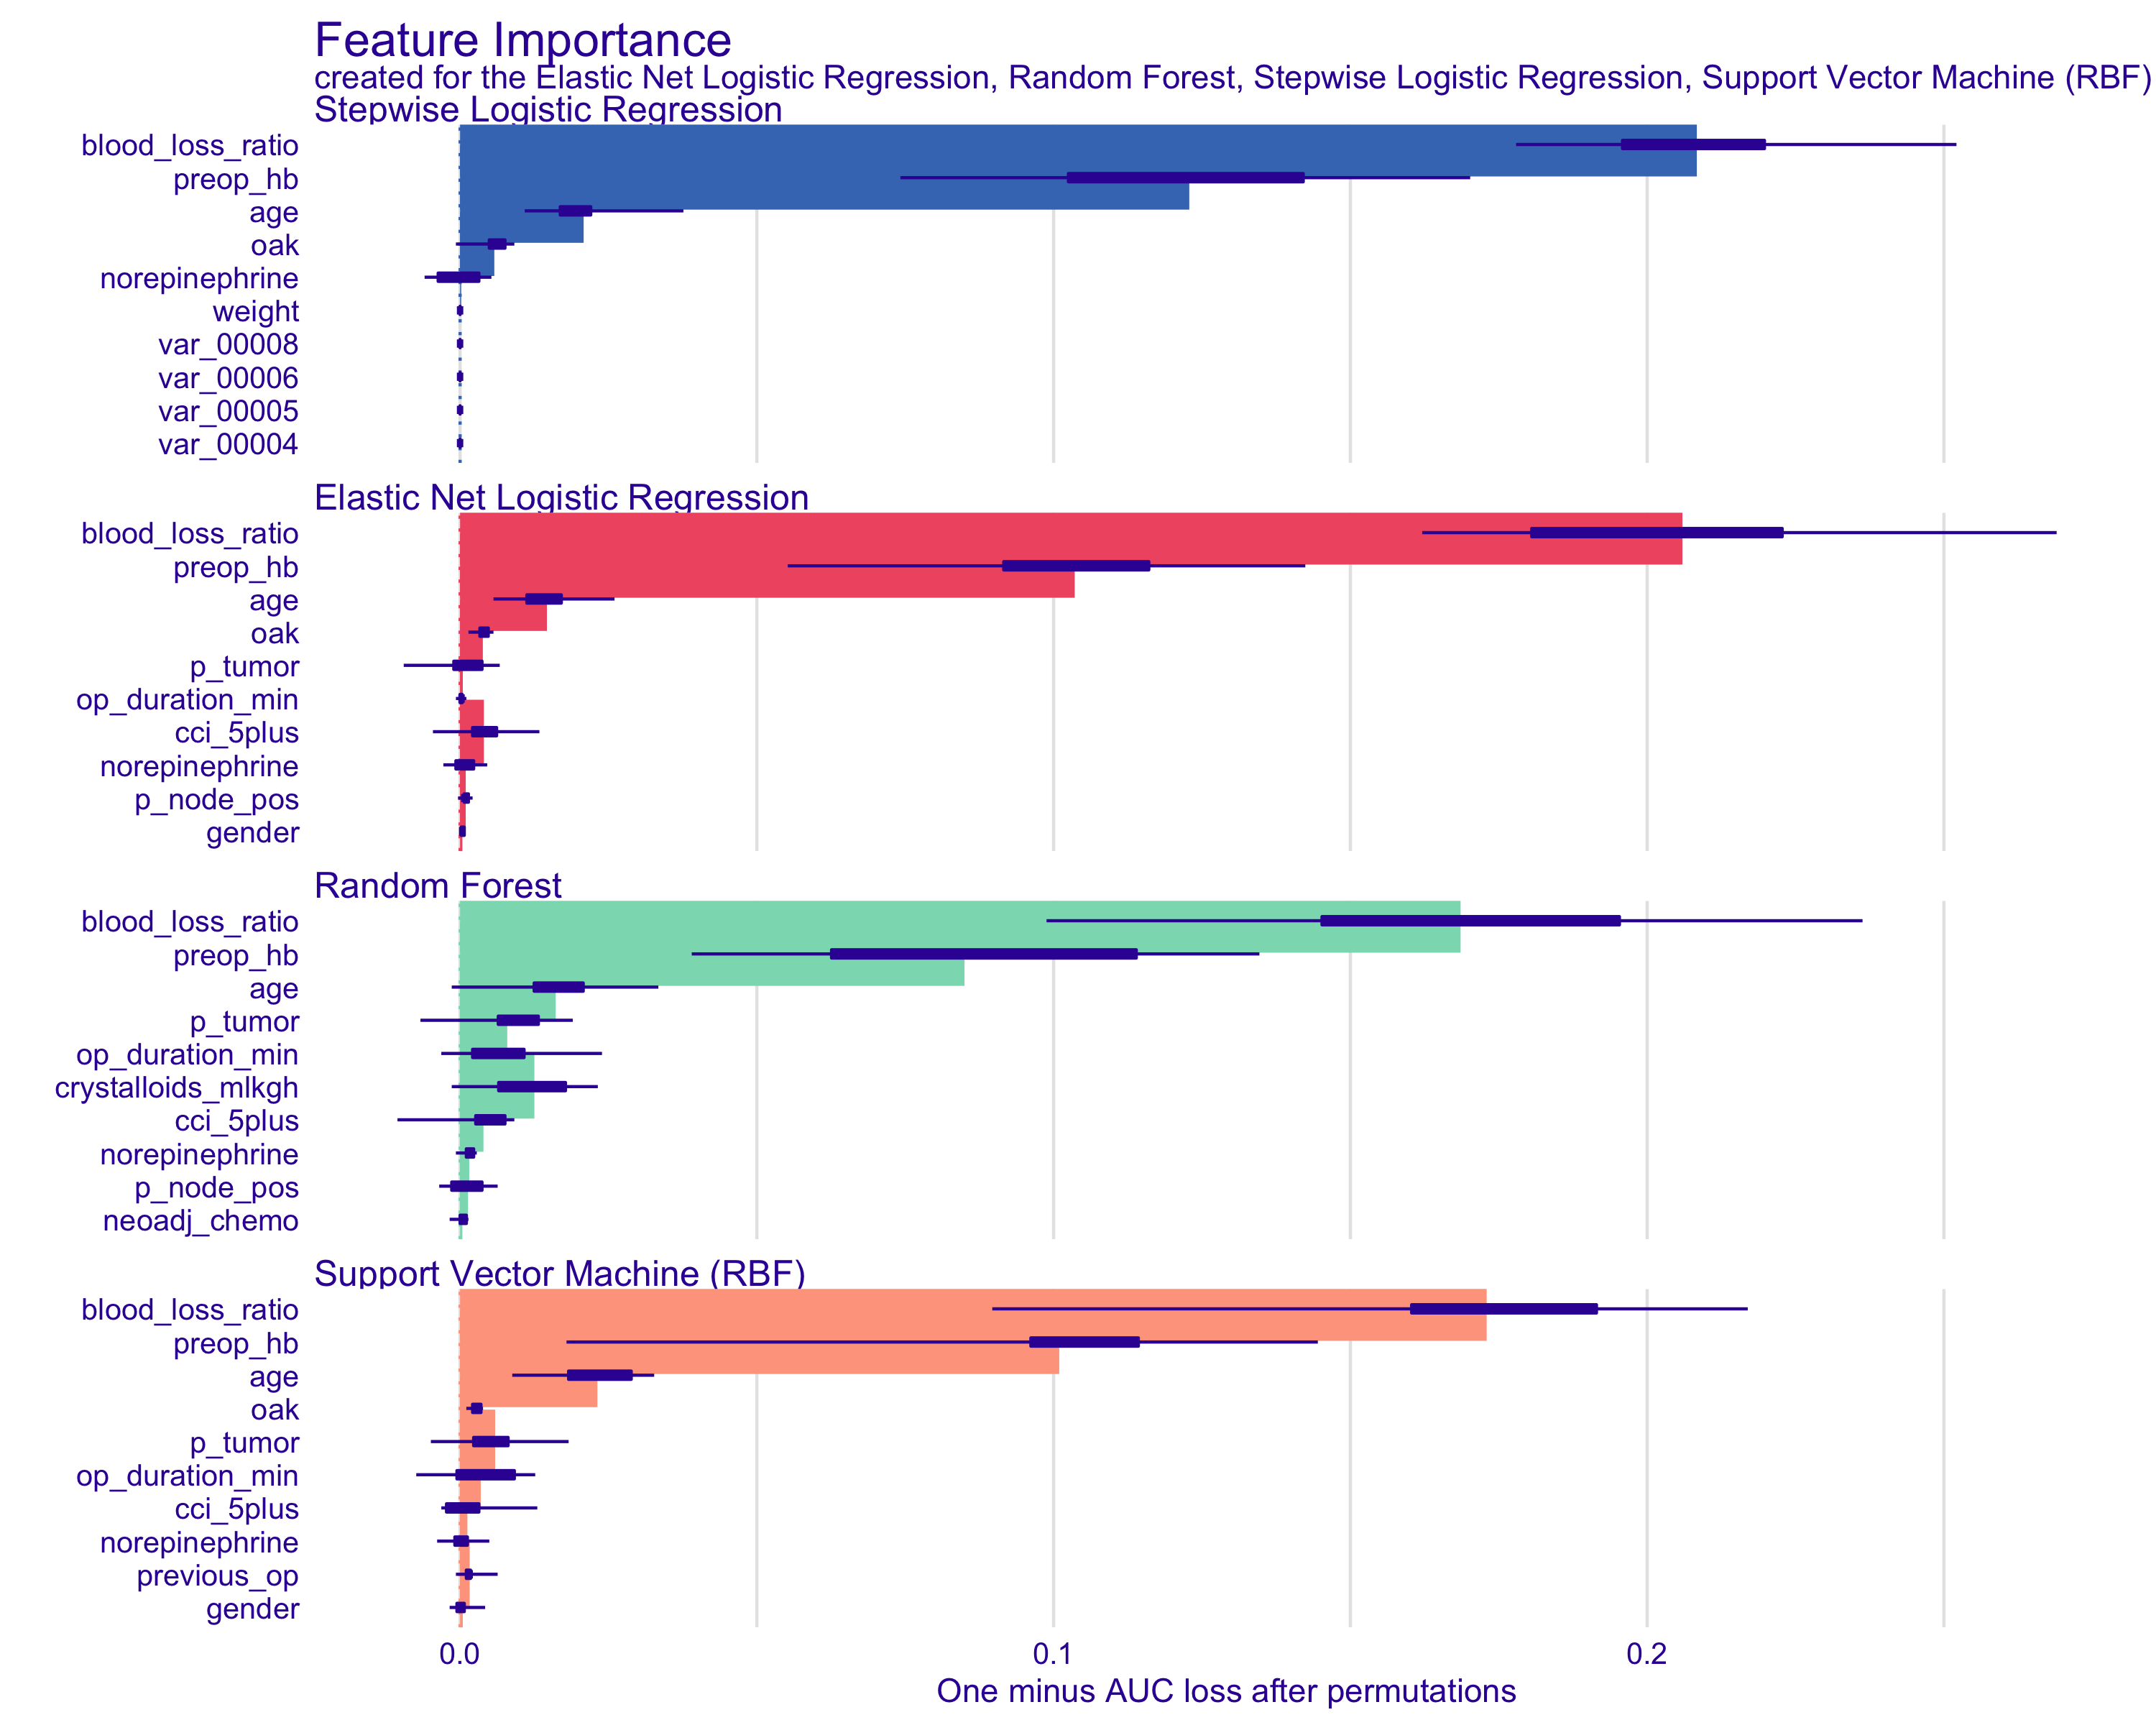 Feature Importance
created for the Elastic Net Logistic Regression, Random Forest, Stepwise Logistic Regression, Support Vector Machine (RBF)
Stepwise Logistic Regression
blood_loss_ratio
preop_hb
age
oak
norepinephrine
weight
var_00008
var_00006
var_00005
var_00004
Elastic Net Logistic Regression
blood_loss_ratio
preop_hb
age
oak
p_tumor
op_duration_min
cci_5plus
norepinephrine
p_node_pos
gender
Random Forest
blood_loss_ratio
preop_hb
age
p_tumor
op_duration_min
crystalloids_mlkgh
cci_5plus
norepinephrine
p_node_pos
neoadj_chemo
Support Vector Machine (RBF)
blood_loss_ratio
preop_hb
age
oak
p_tumor
op_duration_min
cci_5plus
norepinephrine
previous_op
gender
0.0 0.1 0.2
One minus AUC loss after permutations